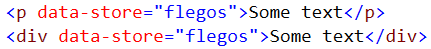 <p data-store="flegos">Some text</p>
<div data-store="flegos">Some text</div>